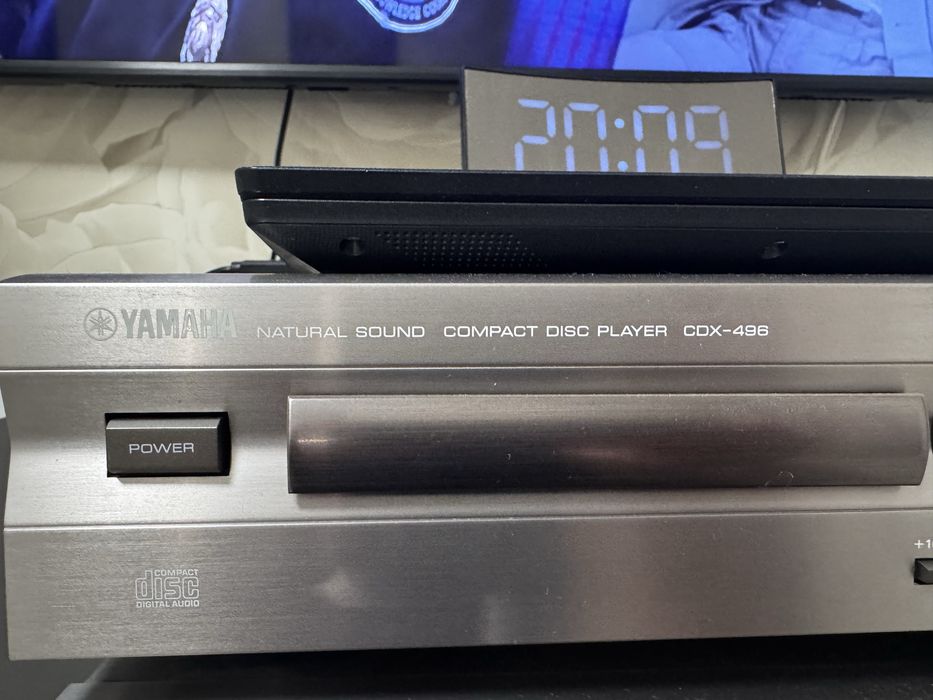 20:09
YAMAHA NATURAL SOUND COMPACT DISC PLAYER CDX-496
POWER
COMPACT
disc
DIGITAL AUDIO